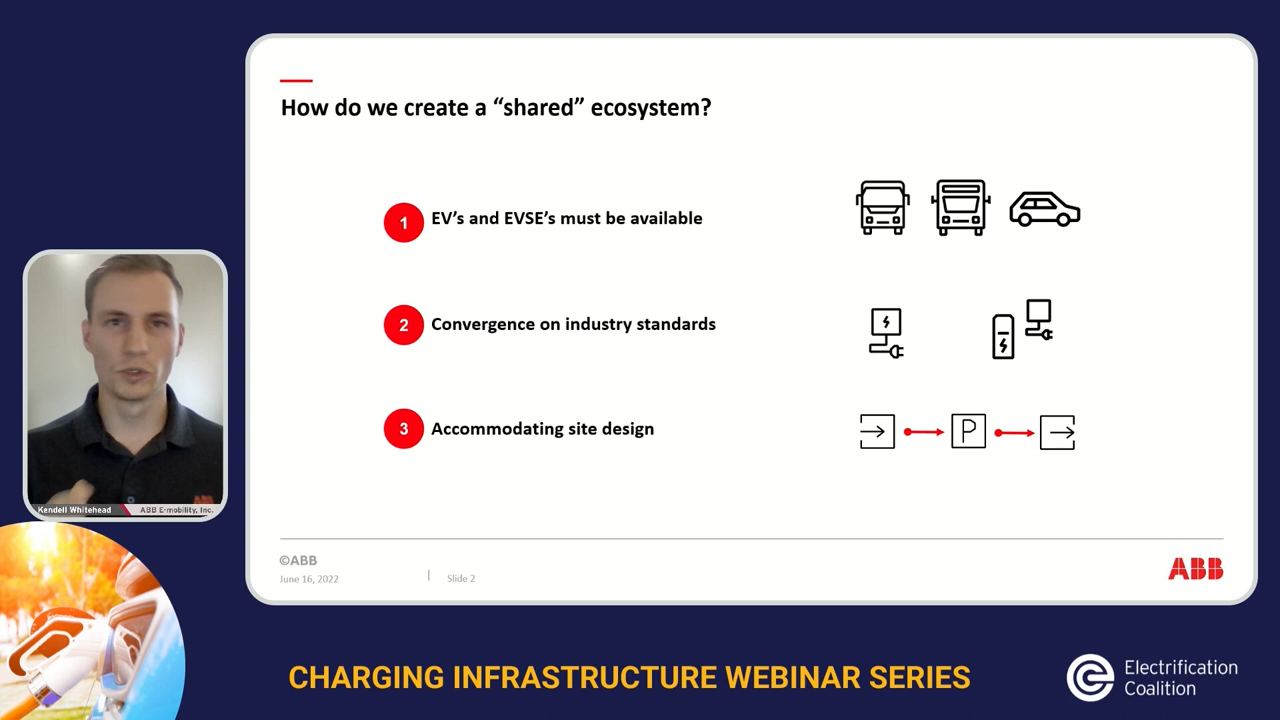 How do we create a “shared” ecosystem?
1 EV’s and EVSE’s must be available
2 Convergence on industry standards
3 Accommodating site design
P
©ABB
June 16, 2022 | Slide 2
ABB
ABB
Kendell Whitehead ABB E-mobility, Inc.
CHARGING INFRASTRUCTURE WEBINAR SERIES
Electrification
Coalition